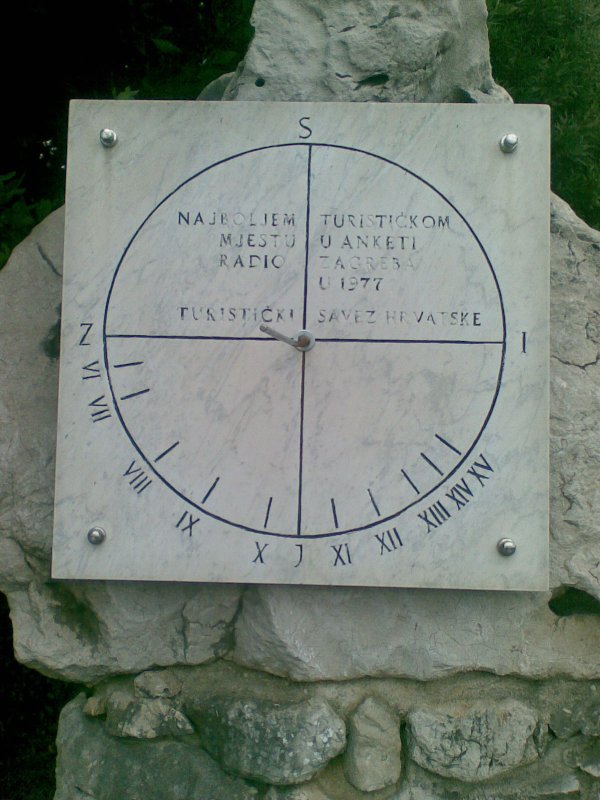 S
NAJBOLJEM TURISTIČKOM
MJESTU U ANKETI
RADIO ZAGREBA
U 1977
TURISTIČKI SAVEZ HRVATSKE
Z I
VI
VII
VIII
IX
X
J
XI
XII
XIII
XIV
XV